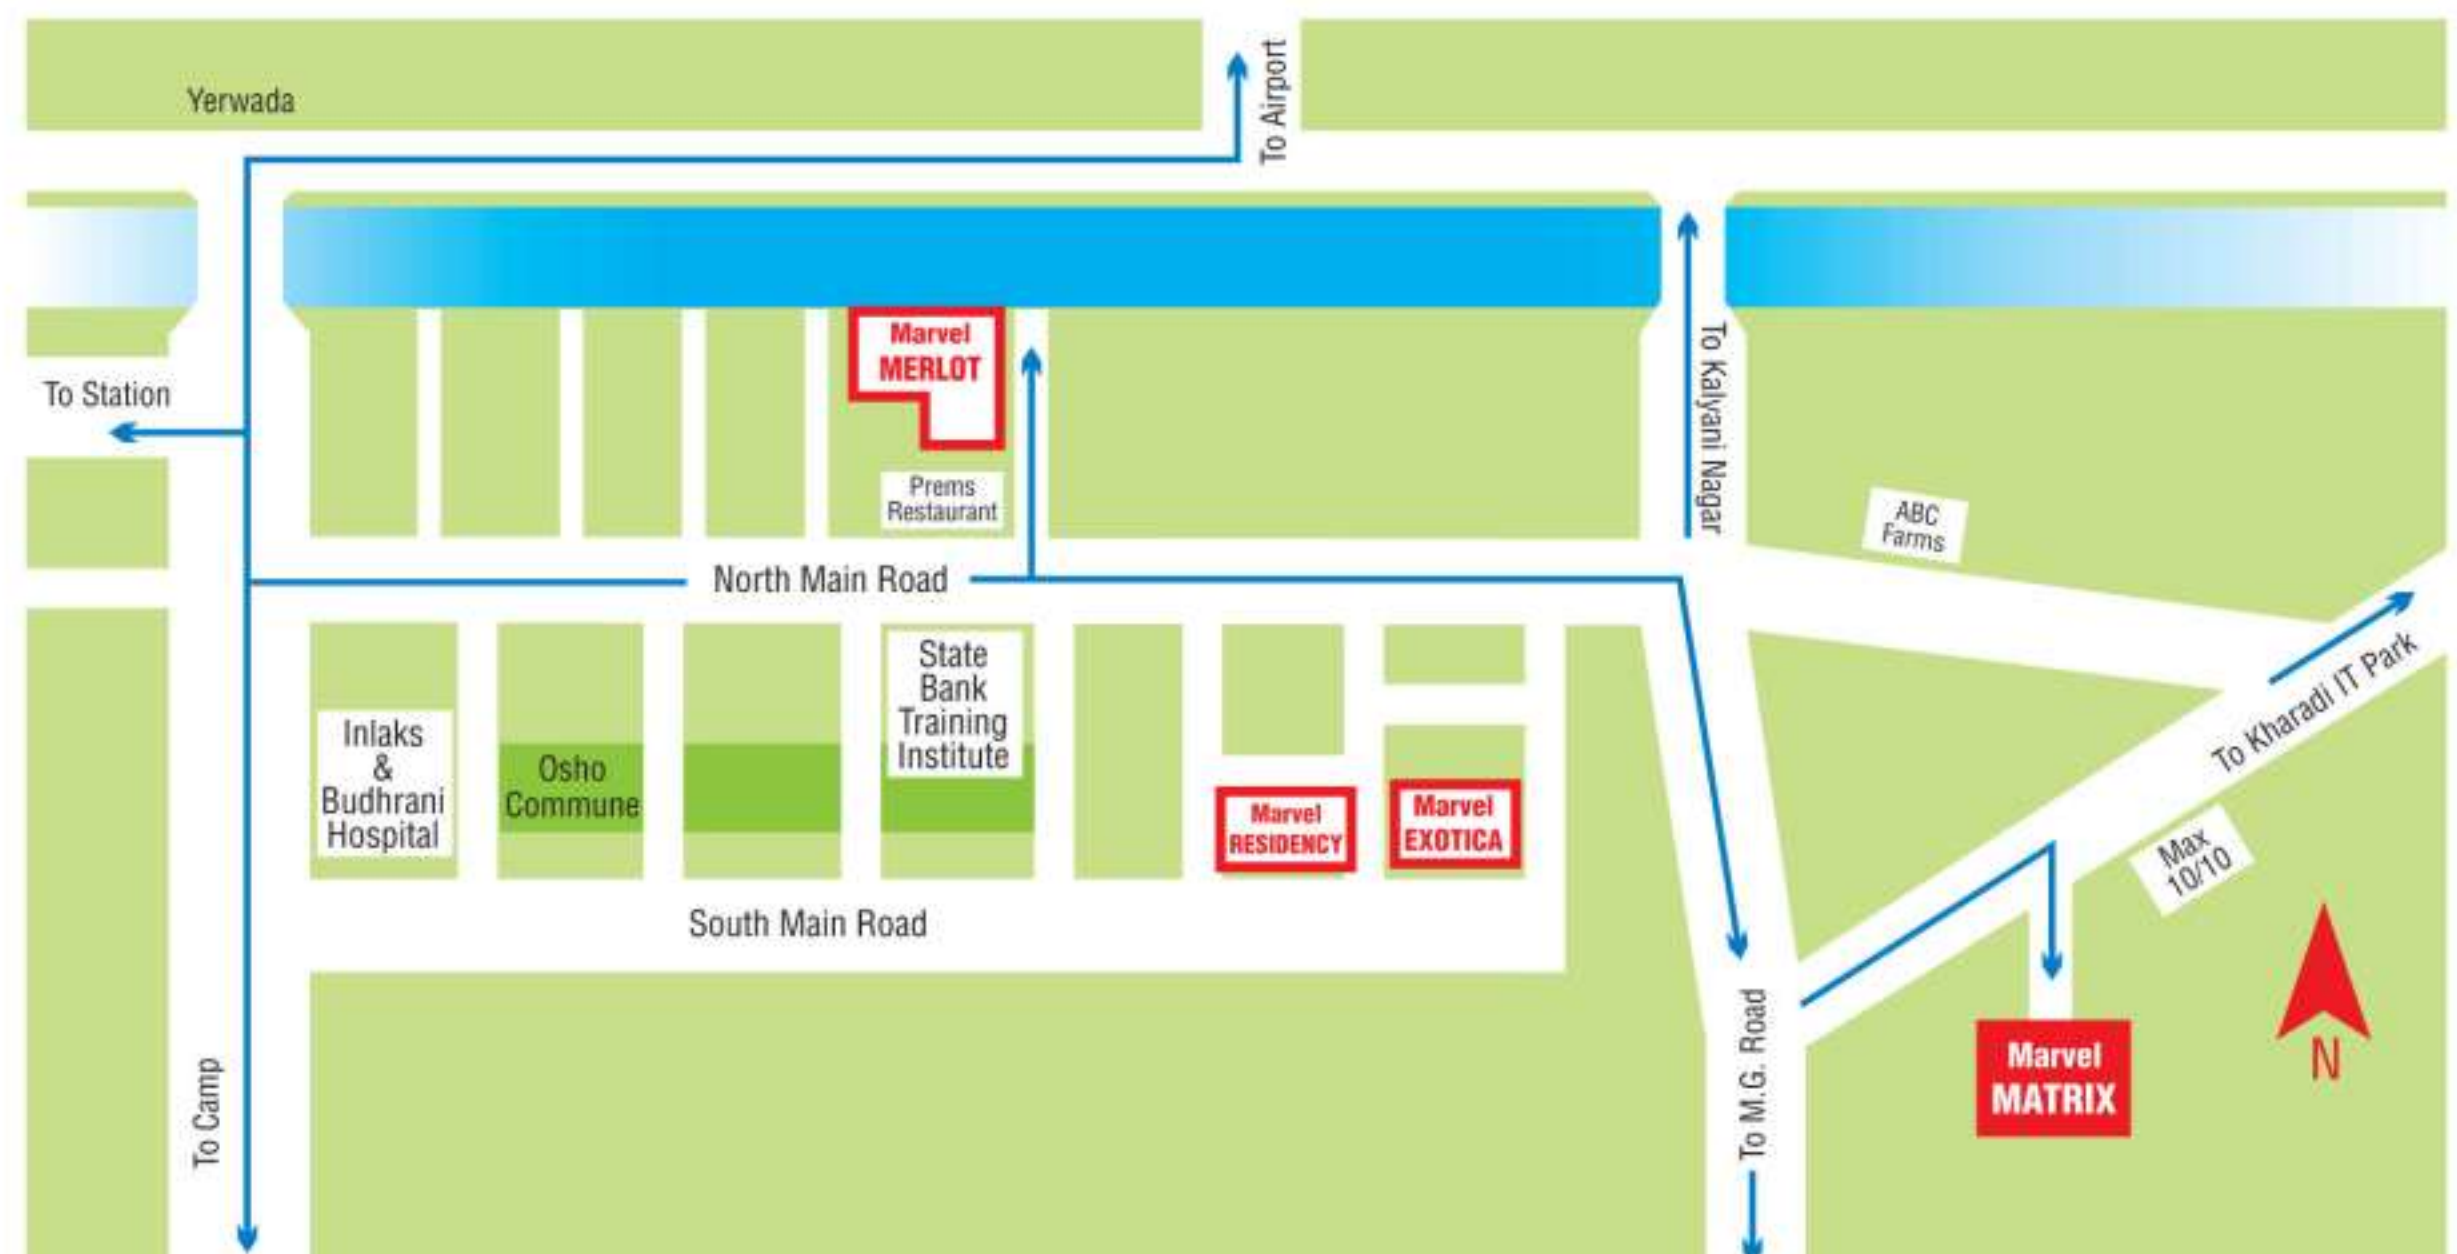 Yerwada
To Airport
To Station
Marvel
MERLOT
To Kalyani Nagar
Prems
Restaurant
ABC
Farms
North Main Road
State
Bank
Training
Institute
To Kharadi IT Park
Inlaks
&
Budhrani
Hospital
Osho
Commune
Marvel
RESIDENCY
Marvel
EXOTICA
Max
10/10
South Main Road
To Camp
To M.G. Road
Marvel
MATRIX
N